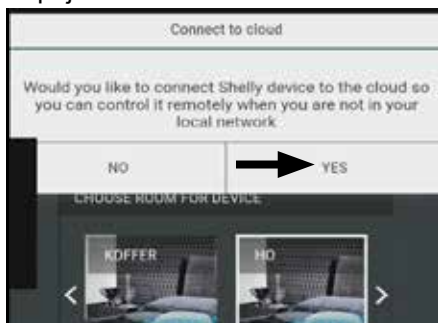 Connect to cloud
Would you like to connect Shelly device to the cloud so
you can control it remotely when you are not in your
local network
NO
YES
CHOOSE ROOM FOR DEVICE
KOFFER
HO